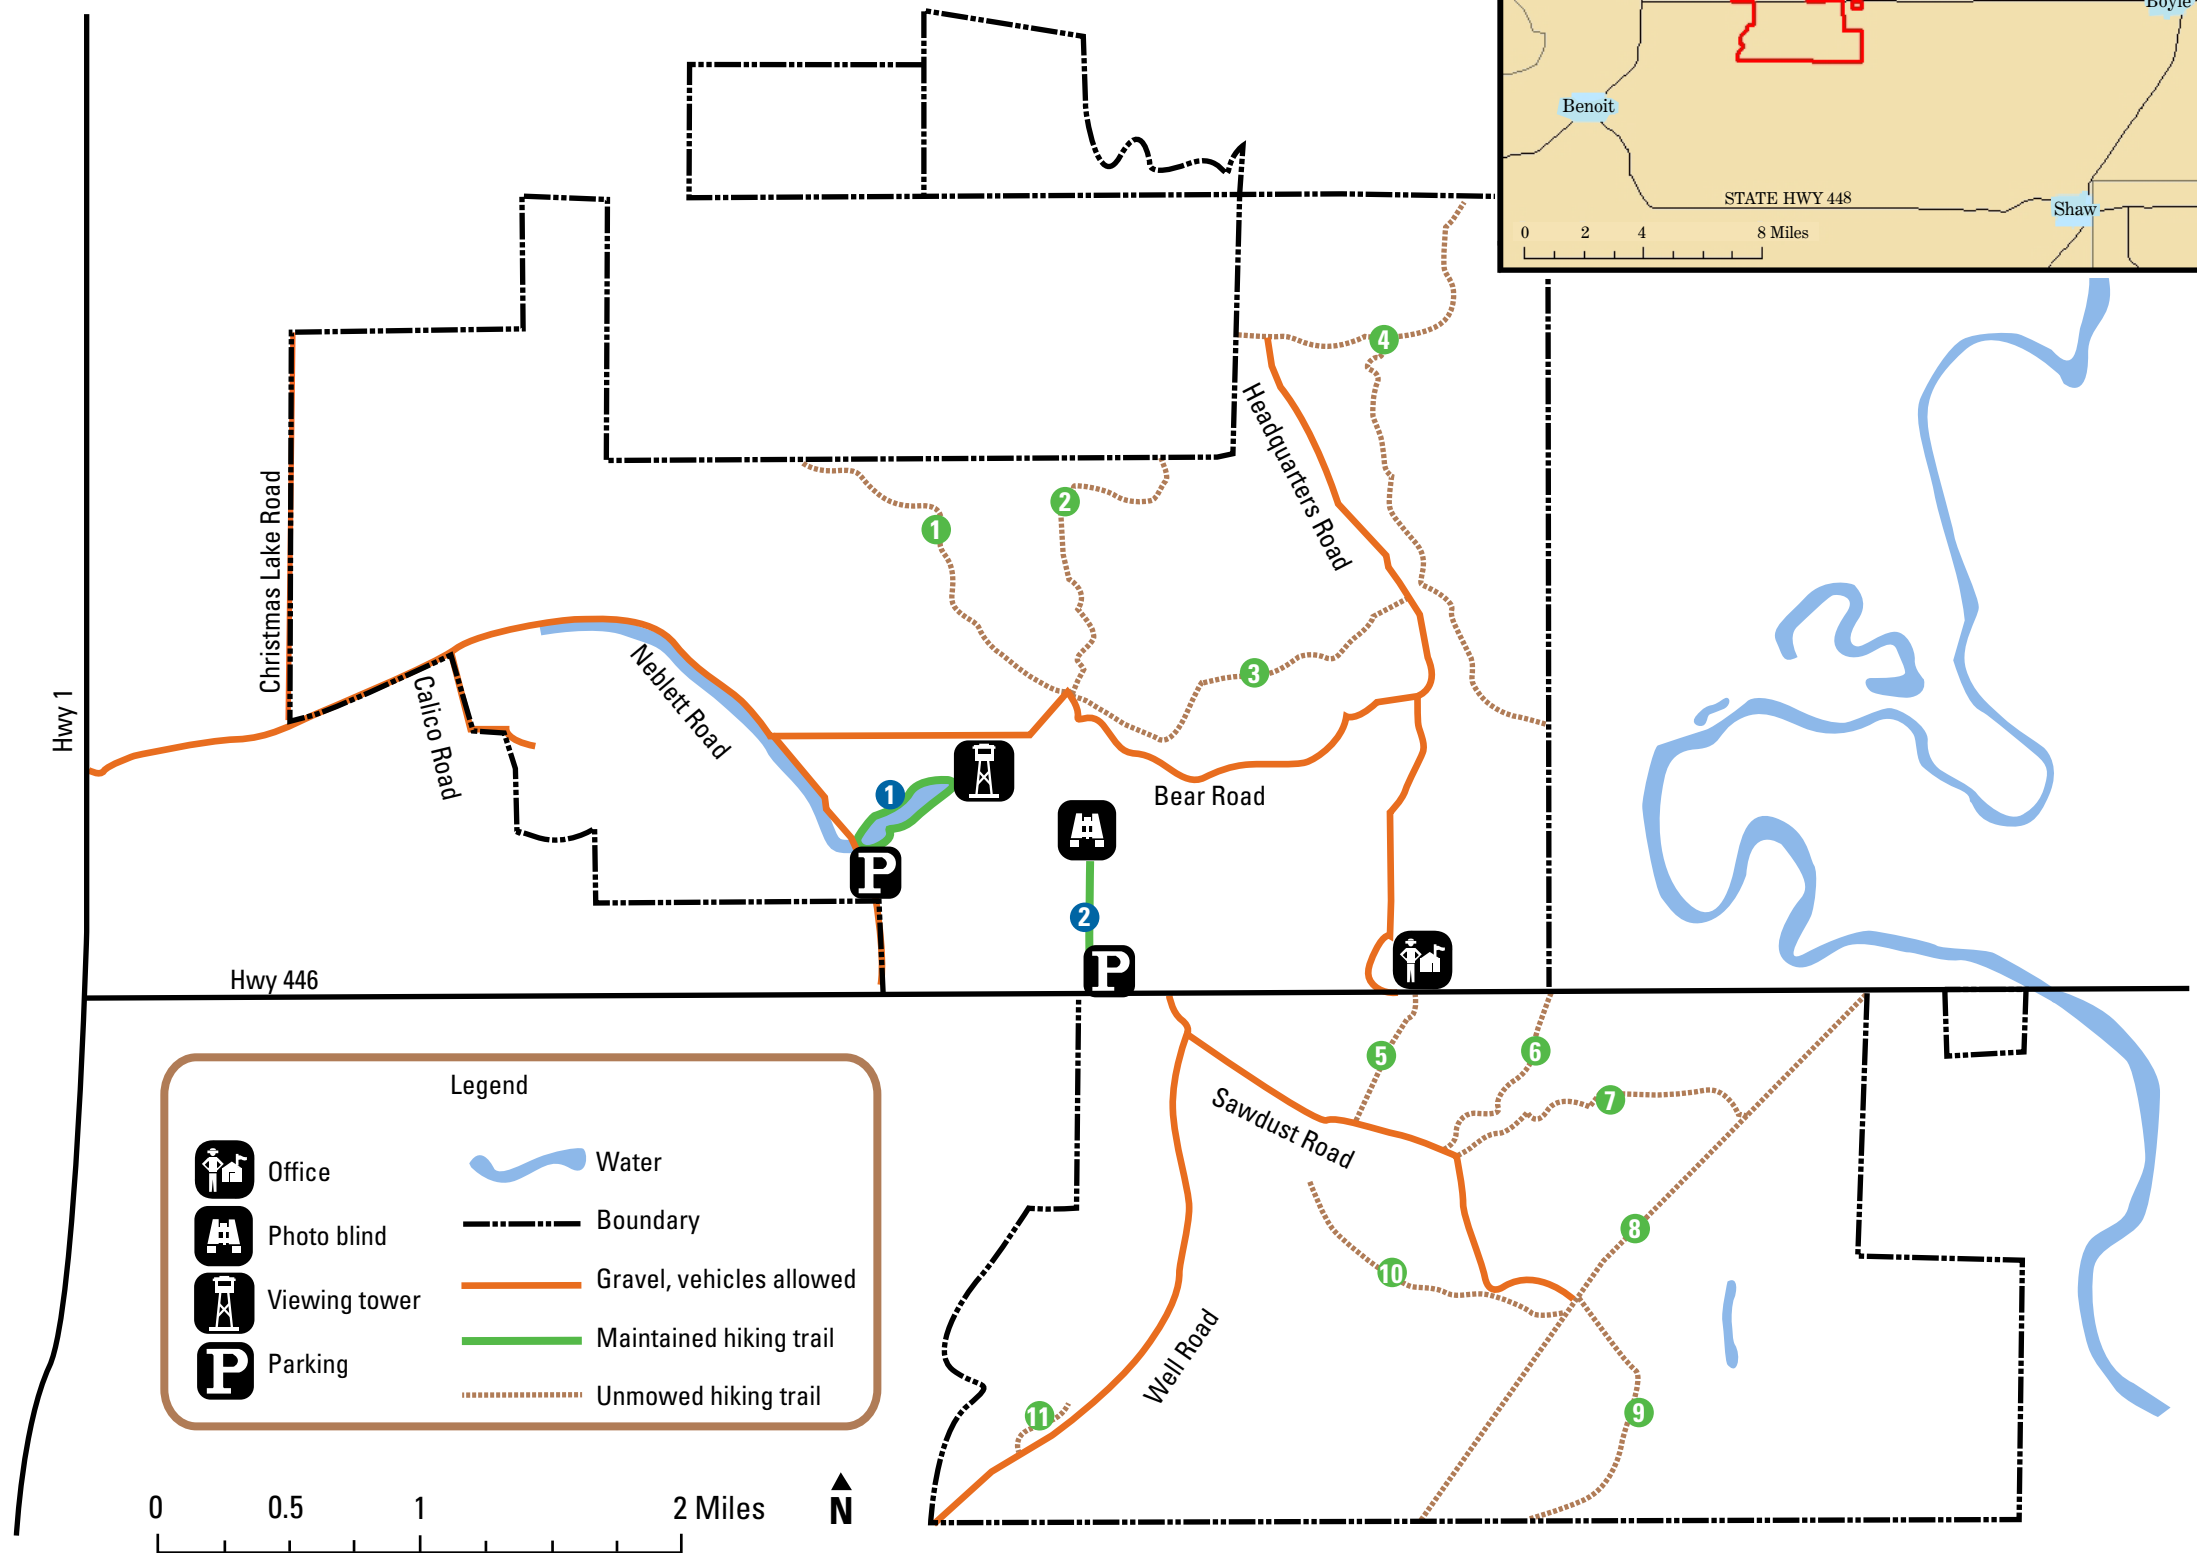 Boyle
Benoit
STATE HWY 448
Shaw
0 2 4 8 Miles
4
Headquarters Road
2
1
Christmas Lake Road
3
Neblett Road
Calico Road
Hwy 1
1
Bear Road
2
P
P
Hwy 446
5
6
7
Sawdust Road
8
10
9
11
Well Road
Legend
Office
Photo blind
Viewing tower
P Parking
Water
Boundary
Gravel, vehicles allowed
Maintained hiking trail
Unmowed hiking trail
0 0.5 1 2 Miles
N